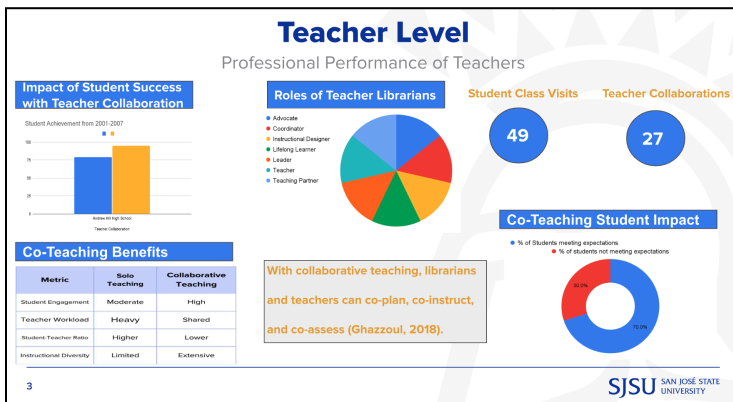 Teacher Level
Professional Performance of Teachers
Impact of Student Success
with Teacher Collaboration
Student Achievement from 2001-2007
100
75
50
25
0
Andrew Hill High School
Teacher Collaboration
Roles of Teacher Librarians
Advocate
Coordinator
Instructional Designer
Lifelong Learner
Leader
Teacher
Teaching Partner
Student Class Visits
49
Teacher Collaborations
27
Co-Teaching Benefits
Metric Solo Teaching Collaborative Teaching
Student Engagement Moderate High
Teacher Workload Heavy Shared
Student-Teacher Ratio Higher Lower
Instructional Diversity Limited Extensive
With collaborative teaching, librarians
and teachers can co-plan, co-instruct,
and co-assess (Ghazzoul, 2018).
Co-Teaching Student Impact
% of Students meeting expectations
% of students not meeting expectations
30.0%
70.0%
3
SJSU SAN JOSÉ STATE
UNIVERSITY